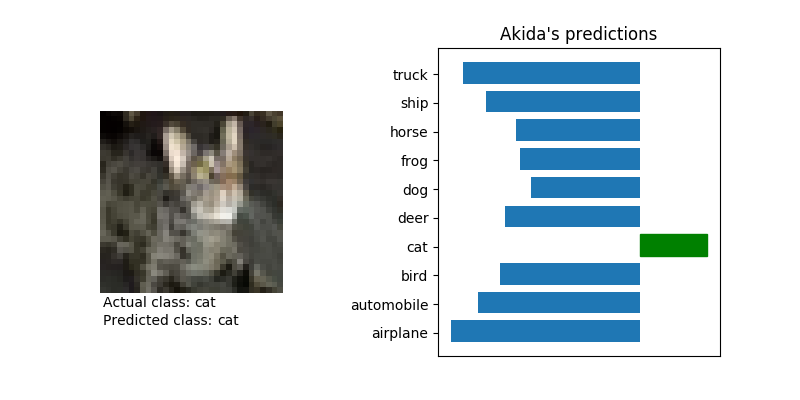 Akida's predictions
truck
ship
horse
frog
dog
deer
cat
bird
automobile
airplane
Actual class: cat
Predicted class: cat